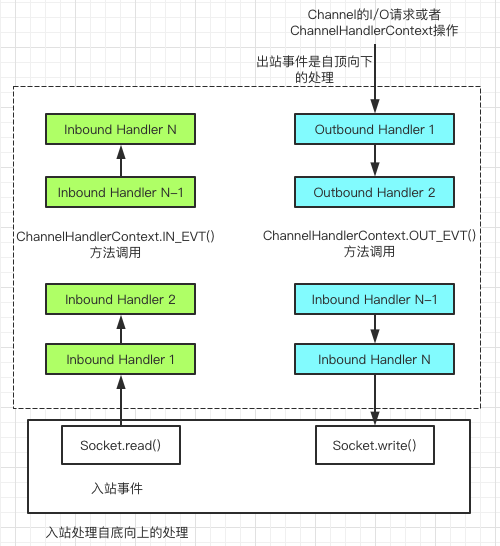 Channel的I/O请求或者
ChannelHandlerContext操作
出站事件是自顶向下
的处理
Inbound Handler N
Outbound Handler 1
Inbound Handler N-1
Outbound Handler 2
ChannelHandlerContext.IN_EVT()
方法调用
ChannelHandlerContext.OUT_EVT()
方法调用
Inbound Handler 2
Inbound Handler N-1
Inbound Handler 1
Inbound Handler N
Socket.read()
Socket.write()
入站事件
入站处理自底向上的处理